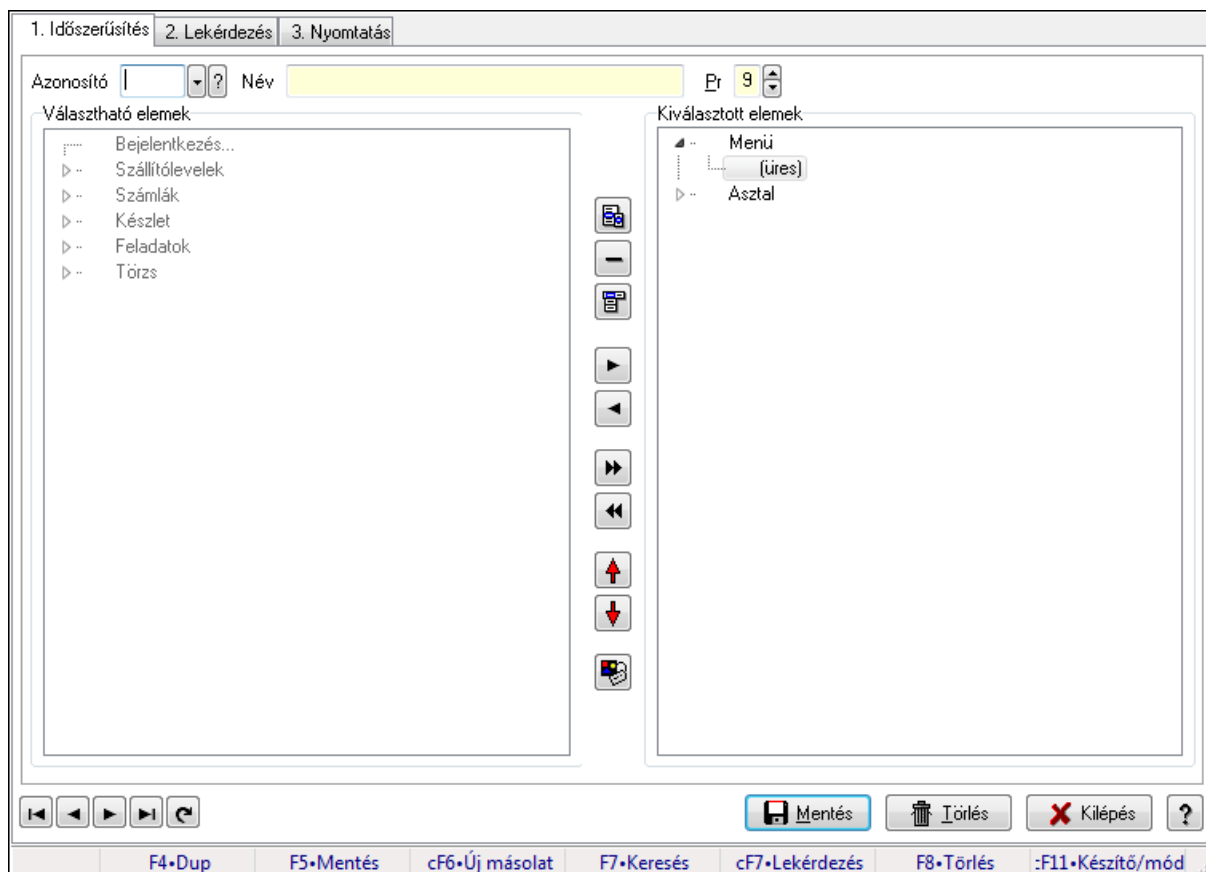 1. Időszerűsítés 2. Lekérdezés 3. Nyomtatás
Azonosító ? Név Pr 9
Választható elemek
Bejelentkezés...
Szállítólevelek
Számlák
Készlet
Feladatok
Törzs
Kiválasztott elemek
Menü
(üres)
Asztal
Mentés Törlés Kilépés ?
F4•Dup F5•Mentés cF6•Új másolat F7•Keresés cF7•Lekérdezés F8•Törlés :F11•Készítő/mód